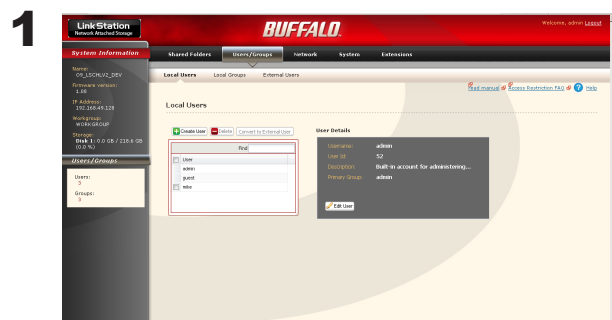 1
LinkStation
Network Attached Storage
BUFFALO
Welcome, admin Logout
System Information
Shared Folders
Users/Groups
Network
System
Extensions
Local Users
Local Groups
External Users
Read manual
Access Restriction FAQ
Help
Name:
Firmware version:
1.00
IP Address:
192.168.49.128
Workgroup:
WORKGROUP
Storage:
Disk 1: 0.0 GB / 218.6 GB
(0.0 %)
Users/Groups
Users:
3
Groups:
3
Local Users
Create User
Delete
Convert to External User
Find
User
admin
guest
mike
User Details
Username: admin
User Id: 52
Description: Built-in account for administering...
Primary Group: admin
Edit User